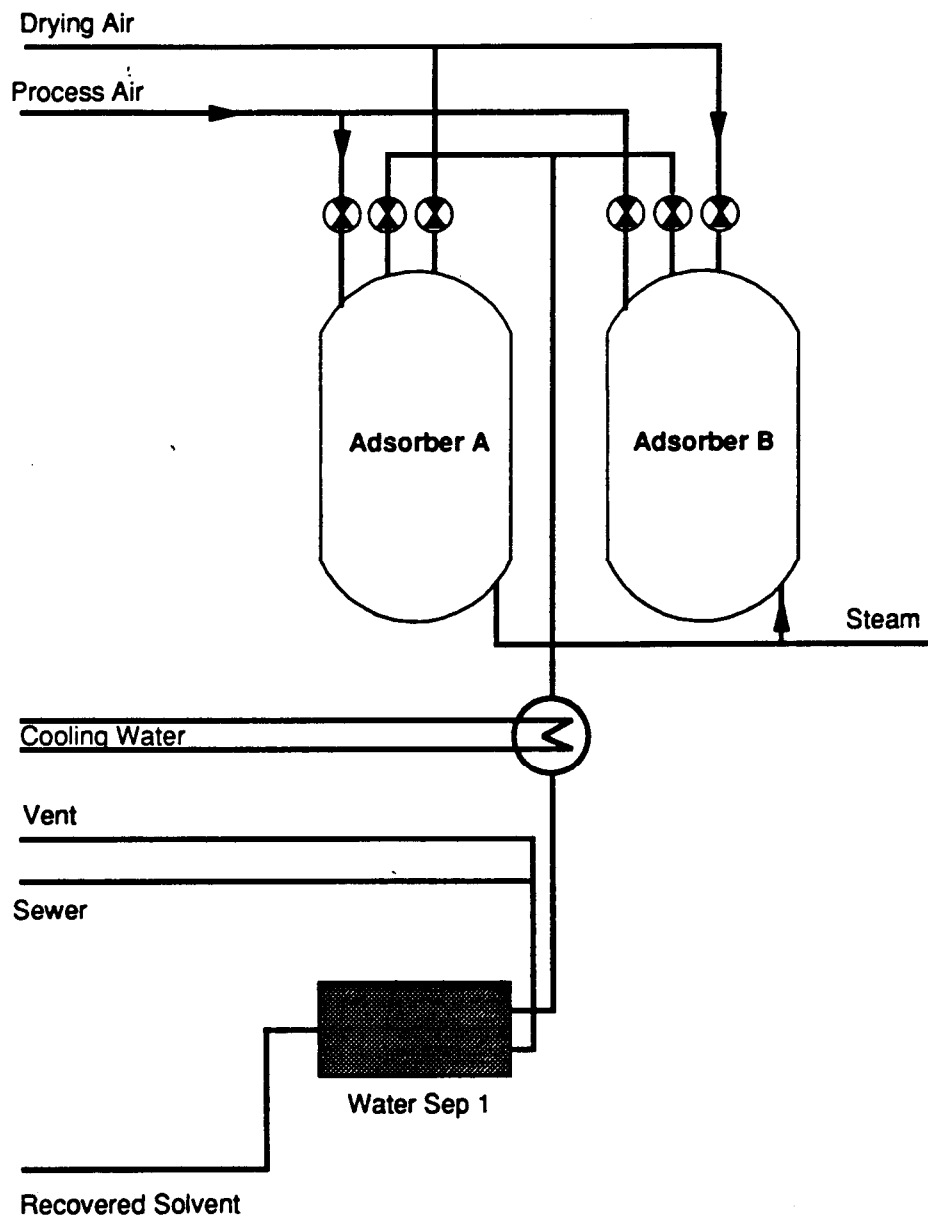 Drying Air
Process Air
Adsorber A
Adsorber B
Steam
Cooling Water
Vent
Sewer
Water Sep 1
Recovered Solvent